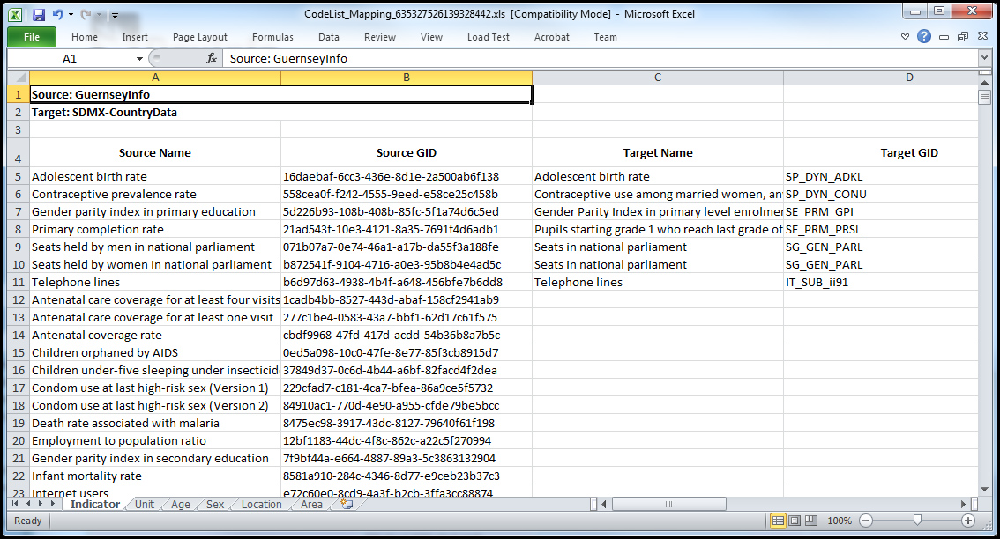 CodeList_Mapping_635327526139328442.xls [Compatibility Mode] - Microsoft Excel
File Home Insert Page Layout Formulas Data Review View Load Test Acrobat Team
A1 fx Source: GuernseyInfo
A B C D
1 Source: GuernseyInfo
2 Target: SDMX-CountryData
3
4 Source Name Source GID Target Name Target GID
5 Adolescent birth rate 16daebaf-6cc3-436e-8d1e-2a500ab6f138 Adolescent birth rate SP_DYN_ADKL
6 Contraceptive prevalence rate 558cea0f-f242-4555-9eed-e58ce25c458b Contraceptive use among married women, an SP_DYN_CONU
7 Gender parity index in primary education 5d226b93-108b-408b-85fc-5f1a74d6c5ed Gender Parity Index in primary level enrolmer SE_PRM_GPI
8 Primary completion rate 21ad543f-10e3-4121-8a35-7691f4d6adb1 Pupils starting grade 1 who reach last grade of SE_PRM_PRSL
9 Seats held by men in national parliament 071b07a7-0e74-46a1-a17b-da55f3a188fe Seats in national parliament SG_GEN_PARL
10 Seats held by women in national parliament b872541f-9104-4716-a0e3-95b8b4e4ad5c Seats in national parliament SG_GEN_PARL
11 Telephone lines b6d97d63-4938-4b4f-a648-456bfe7b6dd8 Telephone lines IT_SUB_ii91
12 Antenatal care coverage for at least four visits 1cadb4bb-8527-443d-abaf-158cf2941ab9
13 Antenatal care coverage for at least one visit 277c1be4-0583-43a7-bbf1-62d17c61f575
14 Antenatal coverage rate cbdf9968-47fd-417d-acdd-54b36b8a7b5c
15 Children orphaned by AIDS 0ed5a098-10c0-47fe-8e77-85f3cb8915d7
16 Children under-five sleeping under insecticide 37849d37-0c6d-4b44-a6bf-82facd4f2dea
17 Condom use at last high-risk sex (Version 1) 229cfad7-c181-4ca7-bfea-86a9ce5f5732
18 Condom use at last high-risk sex (Version 2) 84910ac1-770d-4e90-a955-cfde79be5bcc
19 Death rate associated with malaria 8475ec98-3917-43dc-8127-79640f61f198
20 Employment to population ratio 12bf1183-44dc-4f8c-862c-a22c5f270994
21 Gender parity index in secondary education 7f9bf44a-e664-4887-89a3-5c3863132904
22 Infant mortality rate 8581a910-284c-4346-8d77-e9ceb23b37c3
23 Internet users e72c60e0-8cd9-4a3f-b2cb-3ffa3cc88874
Indicator Unit Age Sex Location Area
Ready 100%